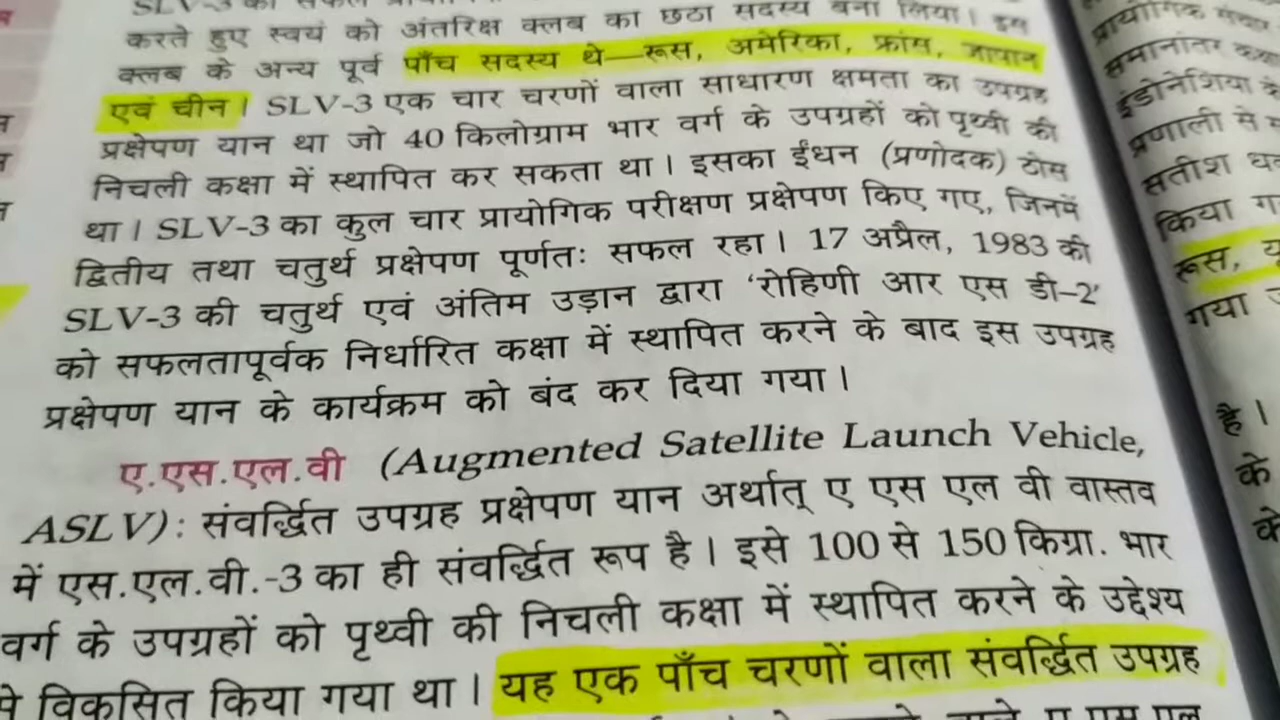 SLV-3 का सफल
करते हुए स्वयं को अंतरिक्ष क्लब का छठा सदस्य बना लिया। इस
क्लब के अन्य पूर्व पाँच सदस्य थे—रूस, अमेरिका, फ्रांस, जापान
एवं चीन। SLV-3 एक चार चरणों वाला साधारण क्षमता का उपग्रह
प्रक्षेपण यान था जो 40 किलोग्राम भार वर्ग के उपग्रहों को पृथ्वी की
निचली कक्षा में स्थापित कर सकता था। इसका ईंधन (प्रणोदक) ठोस
था। SLV-3 का कुल चार प्रायोगिक परीक्षण प्रक्षेपण किए गए, जिनमें
द्वितीय तथा चतुर्थ प्रक्षेपण पूर्णतः सफल रहा। 17 अप्रैल, 1983 की
SLV-3 की चतुर्थ एवं अंतिम उड़ान द्वारा ‘रोहिणी आर एस डी–2’
को सफलतापूर्वक निर्धारित कक्षा में स्थापित करने के बाद इस उपग्रह
प्रक्षेपण यान के कार्यक्रम को बंद कर दिया गया।
ए.एस.एल.वी (Augmented Satellite Launch Vehicle,
ASLV): संवर्द्धित उपग्रह प्रक्षेपण यान अर्थात् ए एस एल वी वास्तव
में एस.एल.वी.-3 का ही संवर्द्धित रूप है। इसे 100 से 150 किग्रा. भार
वर्ग के उपग्रहों को पृथ्वी की निचली कक्षा में स्थापित करने के उद्देश्य
विकसित किया गया था। यह एक पाँच चरणों वाला संवर्द्धित उपग्रह
प्रायोगिक
समानांतर
इंडोनेशिया
प्रणाली से
सतीश
किया
रूस,
गया
है।
के
के